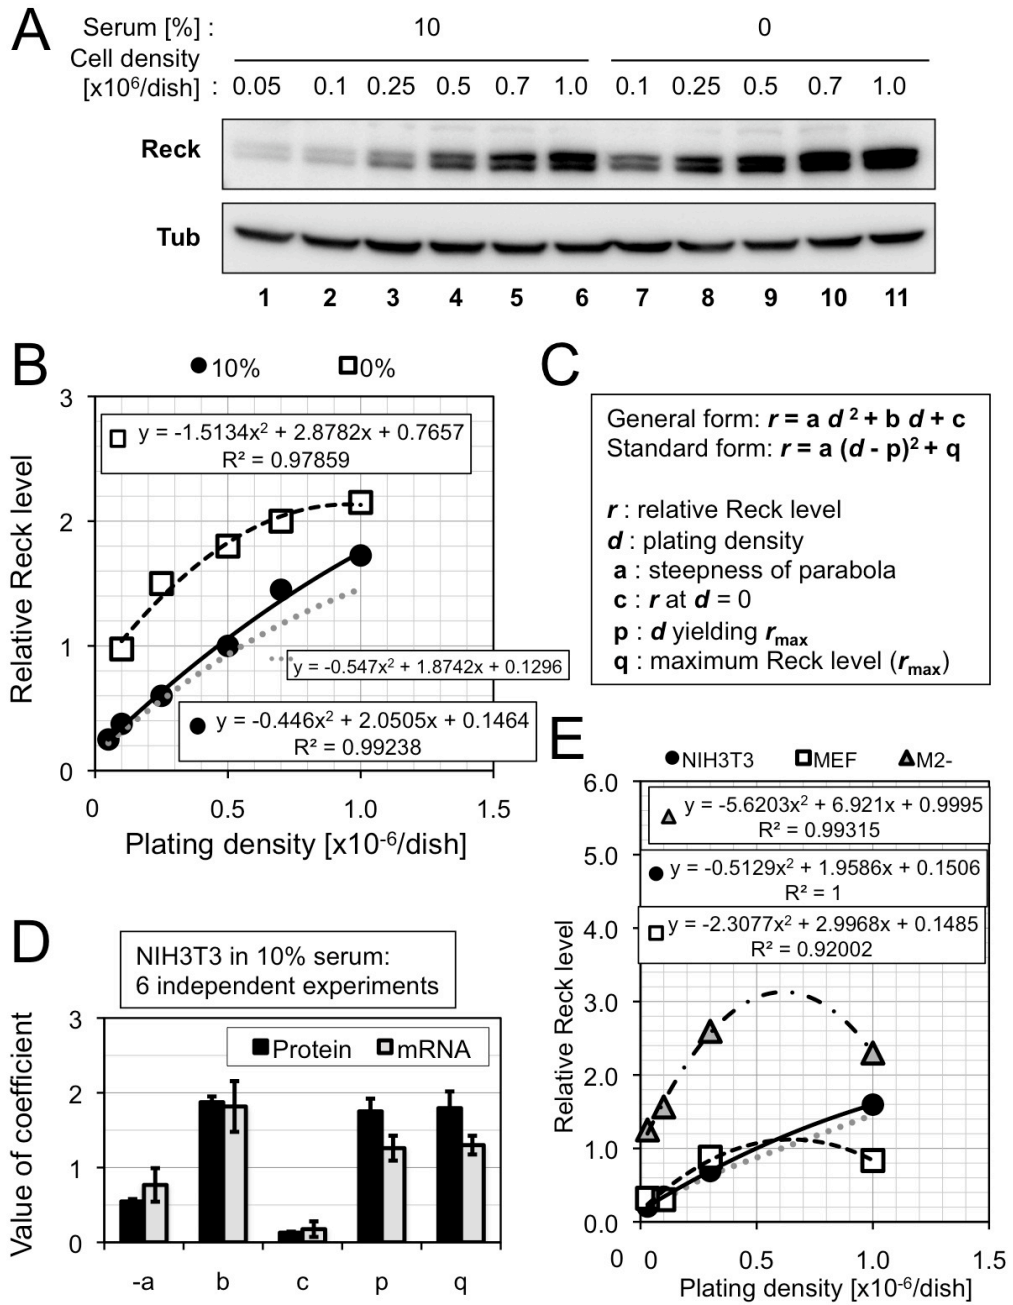 A
Serum [%] : 10 0
Cell density
[x10⁶/dish] : 0.05 0.1 0.25 0.5 0.7 1.0 0.1 0.25 0.5 0.7 1.0
Reck
Tub
1 2 3 4 5 6 7 8 9 10 11
B
10% 0%
3
y = -1.5134x² + 2.8782x + 0.7657
R² = 0.97859
2
1
y = -0.547x² + 1.8742x + 0.1296
y = -0.446x² + 2.0505x + 0.1464
R² = 0.99238
0
0 0.5 1.0 1.5
Relative Reck level
Plating density [x10⁻⁶/dish]
C
General form: r = a d ² + b d + c
Standard form: r = a (d - p)² + q
r : relative Reck level
d : plating density
a : steepness of parabola
c : r at d = 0
p : d yielding rₘₐₓ
q : maximum Reck level (rₘₐₓ)
D
NIH3T3 in 10% serum:
6 independent experiments
3
Protein mRNA
2
1
0
-a b c p q
Value of coefficient
E
NIH3T3 MEF M2-
6.0
y = -5.6203x² + 6.921x + 0.9995
R² = 0.99315
5.0
y = -0.5129x² + 1.9586x + 0.1506
R² = 1
4.0
y = -2.3077x² + 2.9968x + 0.1485
R² = 0.92002
3.0
2.0
1.0
0.0
0 0 0.5 1.0 1.5
Relative Reck level
Plating density [x10⁻⁶/dish]